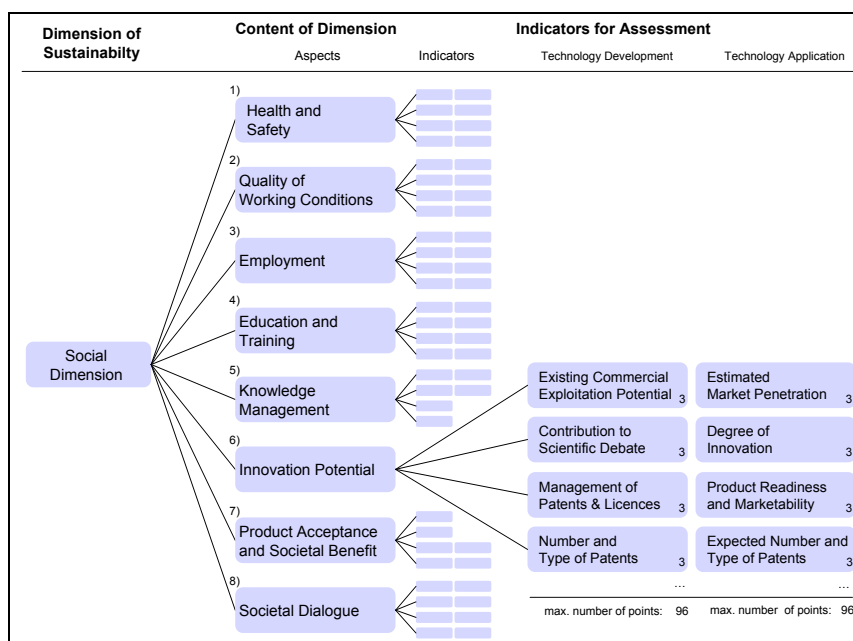 Dimension of
Sustainabilty
Content of Dimension
Indicators for Assessment
Aspects
Indicators
Technology Development
Technology Application
1)
Health and
Safety
2)
Quality of
Working Conditions
3)
Employment
4)
Education and
Training
Social
Dimension
5)
Knowledge
Management
6)
Innovation Potential
7)
Product Acceptance
and Societal Benefit
8)
Societal Dialogue
Existing Commercial
Exploitation Potential 3
Estimated
Market Penetration 3
Contribution to
Scientific Debate 3
Degree of
Innovation 3
Management of
Patents & Licences 3
Product Readiness
and Marketability 3
Number and
Type of Patents 3
Expected Number and
Type of Patents 3
... ...
max. number of points: 96
max. number of points: 96